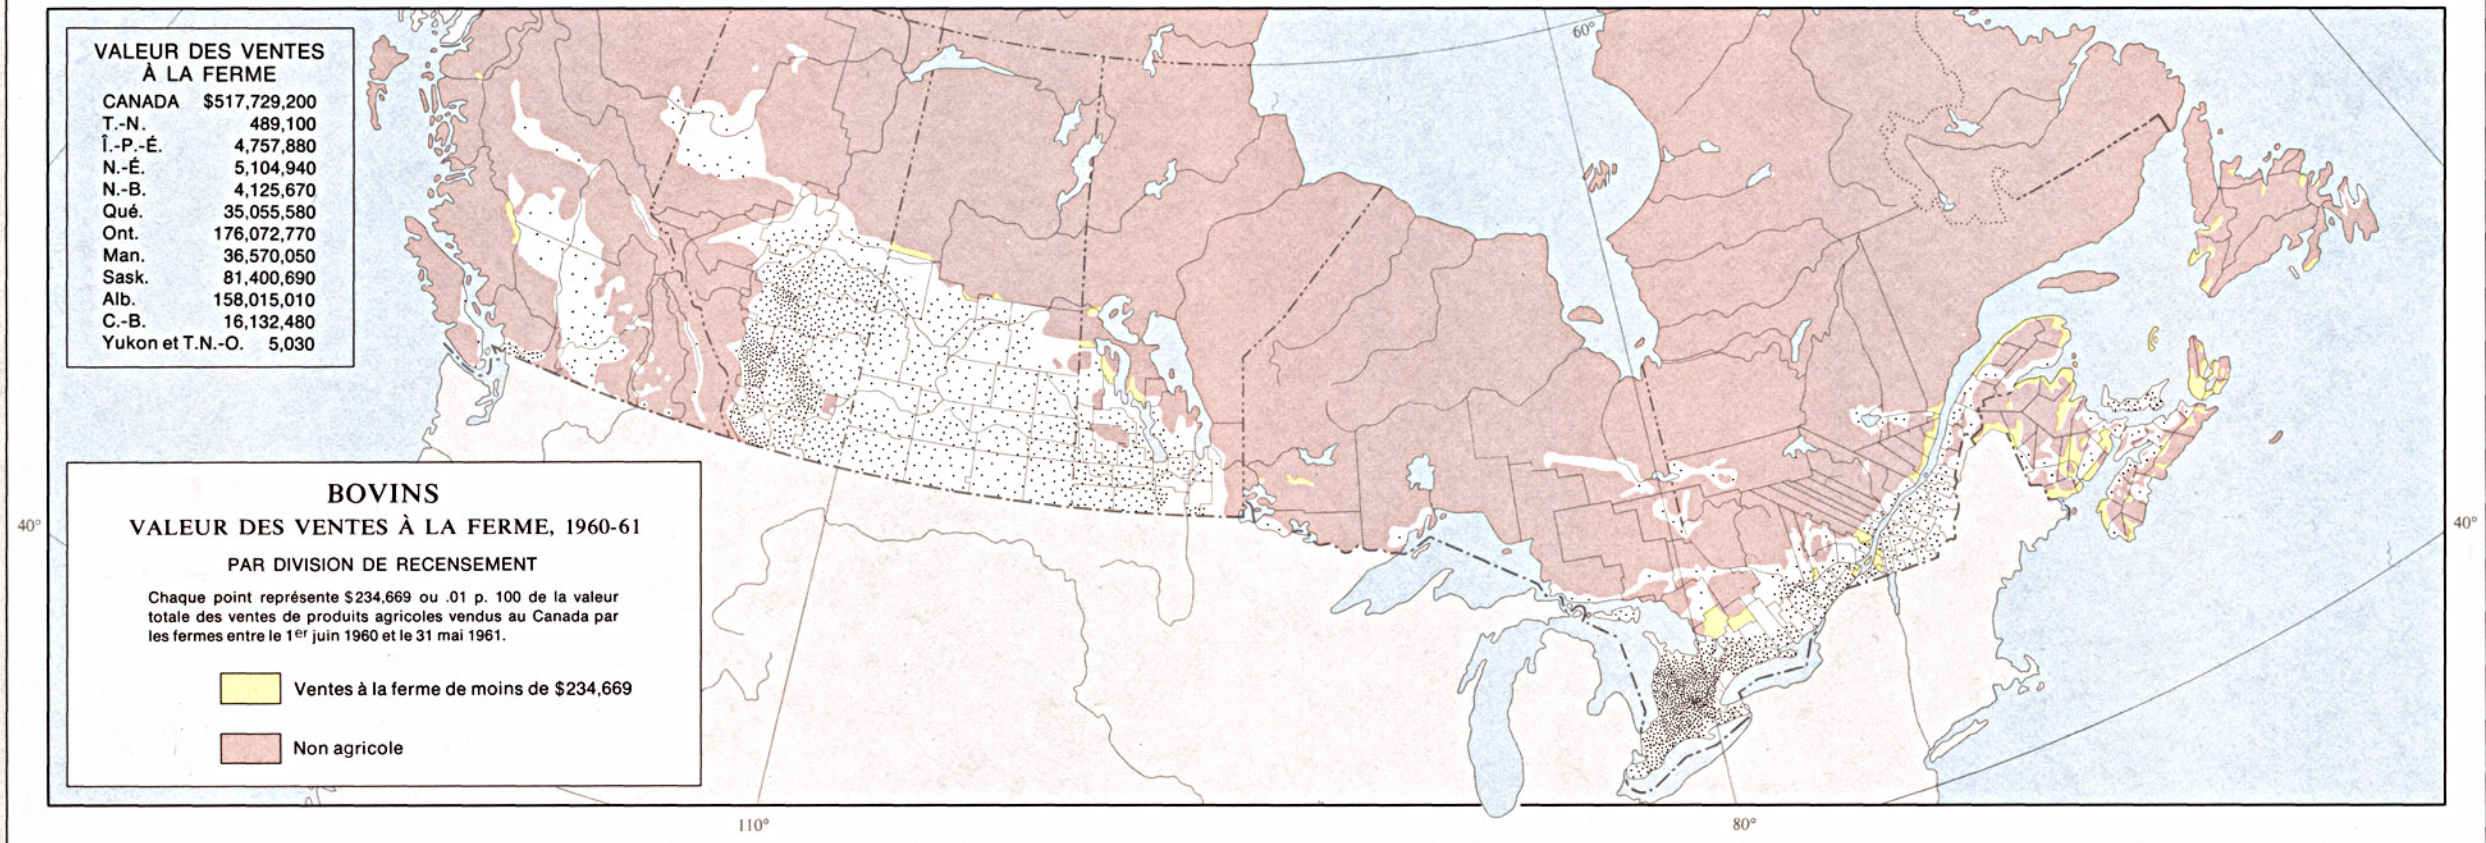 VALEUR DES VENTES
À LA FERME
CANADA $517,729,200
T.-N. 489,100
Î.-P.-É. 4,757,880
N.-É. 5,104,940
N.-B. 4,125,670
Qué. 35,055,580
Ont. 176,072,770
Man. 36,570,050
Sask. 81,400,690
Alb. 158,015,010
C.-B. 16,132,480
Yukon et T.N.-O. 5,030
60°
BOVINS
VALEUR DES VENTES À LA FERME, 1960-61
PAR DIVISION DE RECENSEMENT
Chaque point représente $234,669 ou .01 p. 100 de la valeur
totale des ventes de produits agricoles vendus au Canada par
les fermes entre le 1er juin 1960 et le 31 mai 1961.
Ventes à la ferme de moins de $234,669
Non agricole
40°
40°
110°
80°